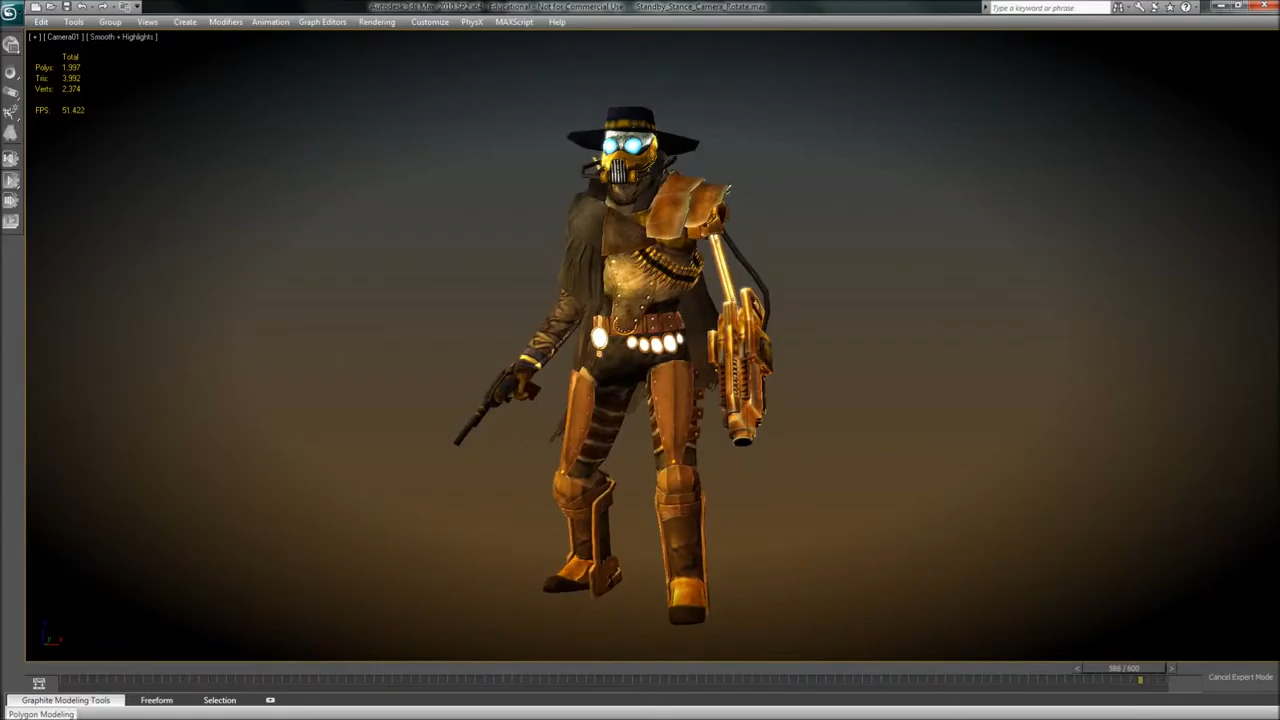 Autodesk 3ds Max 2010 SP2 x64 Educational - Not for Commercial Use Standby_Stance_Camera_Rotate.max
Type a keyword or phrase
Edit Tools Group Views Create Modifiers Animation Graph Editors Rendering Customize PhysX MAXScript Help
[ + ] [ Camera01 ] [ Smooth + Highlights ]
Total
Polys: 1,997
Tris: 3,992
Verts: 2,374
FPS: 51.422
586 / 600
Cancel Expert Mode
Graphite Modeling Tools Freeform Selection
Polygon Modeling